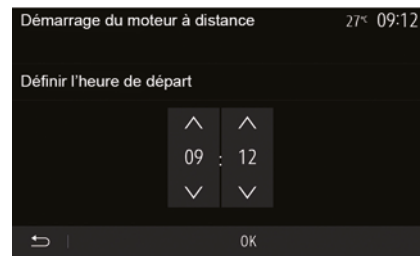 Démarrage du moteur à distance 27°C 09:12
Définir l'heure de départ
09 : 12
OK